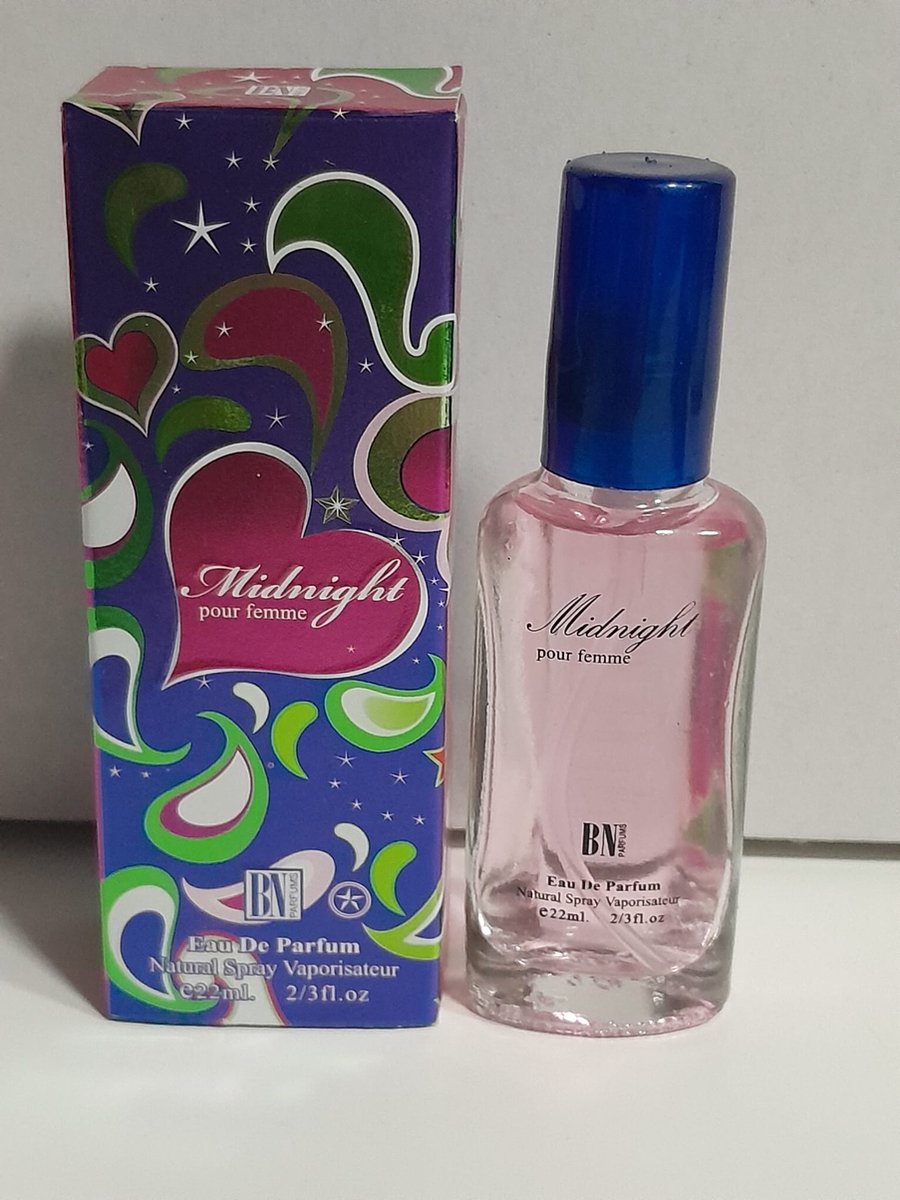 BN
Midnight
pour femme
BN PARFUMS
Eau De Parfum
Natural Spray Vaporisateur
e22ml. 2/3fl.oz
Midnight
pour femme
BN PARFUMS
Eau De Parfum
Natural Spray Vaporisateur
e22ml. 2/3fl.oz